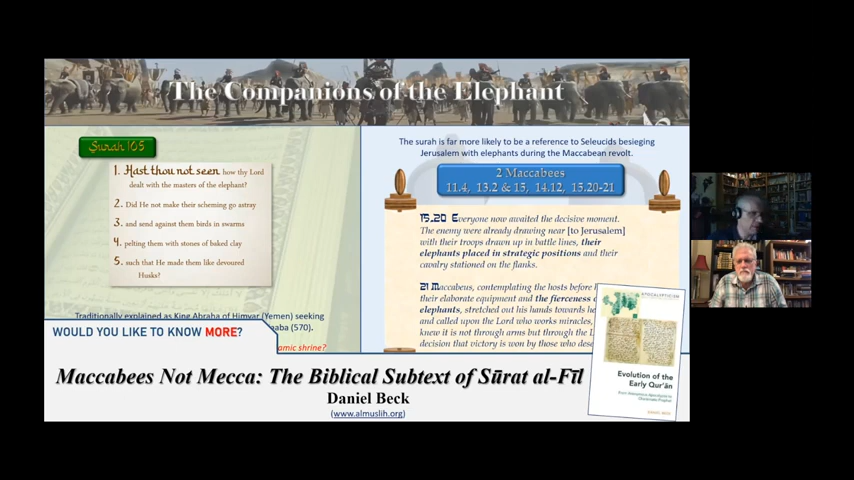 The Companions of the Elephant
Surah 105
1. Hast thou not seen how thy Lord
dealt with the masters of the elephant?
2. Did He not make their scheming go astray
3. and send against them birds in swarms
4. pelting them with stones of baked clay
5. such that He made them like devoured
Husks?
Traditionally explained as King Abraha of Himyar (Yemen) seeking
(570).
shrine?
The surah is far more likely to be a reference to Seleucids besieging
Jerusalem with elephants during the Maccabean revolt.
2 Maccabees
11.4, 13.2 & 15, 14.12, 15.20-21
15.20 Everyone now awaited the decisive moment.
The enemy were already drawing near [to Jerusalem]
with their troops drawn up in battle lines, their
elephants placed in strategic positions and their
cavalry stationed on the flanks.
21 Maccabeus, contemplating the hosts before
their elaborate equipment and the fierceness
elephants, stretched out his hands towards
and called upon the Lord who works miracles,
knew it is not through arms but through the
decision that victory is won by those who
WOULD YOU LIKE TO KNOW MORE?
Maccabees Not Mecca: The Biblical Subtext of Sūrat al-Fīl
Daniel Beck
(www.almuslih.org)
Evolution of the
Early Qur'ān